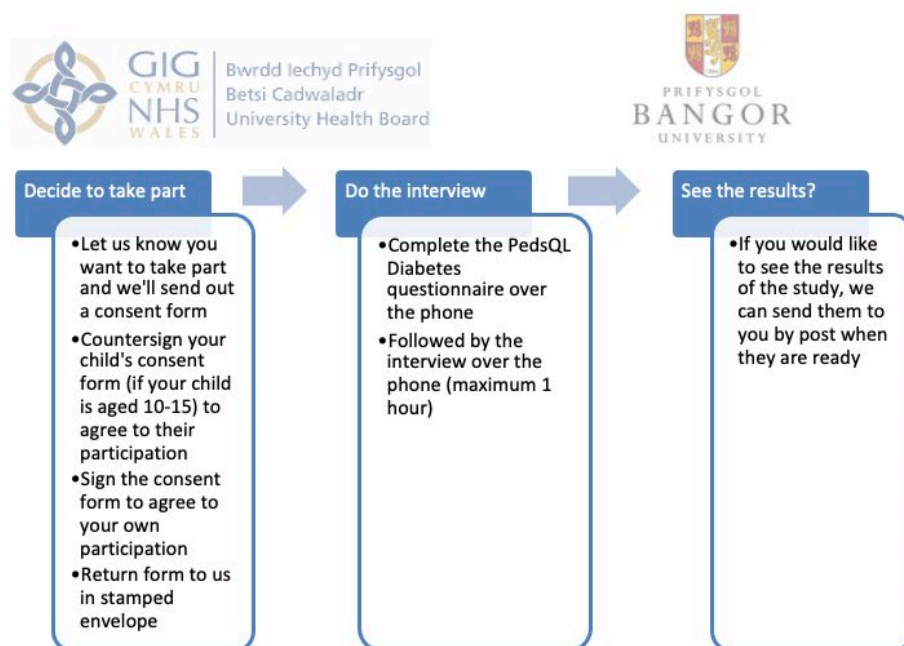 GIG
CYMRU
NHS
WALES
Bwrdd Iechyd Prifysgol
Betsi Cadwaladr
University Health Board
PRIFYSGOL
BANGOR
UNIVERSITY
Decide to take part
•Let us know you
want to take part
and we'll send out
a consent form
•Countersign your
child's consent
form (if your child
is aged 10-15) to
agree to their
participation
•Sign the consent
form to agree to
your own
participation
•Return form to us
in stamped
envelope
Do the interview
•Complete the PedsQL
Diabetes
questionnaire over
the phone
•Followed by the
interview over the
phone (maximum 1
hour)
See the results?
•If you would like
to see the results
of the study, we
can send them to
you by post when
they are ready